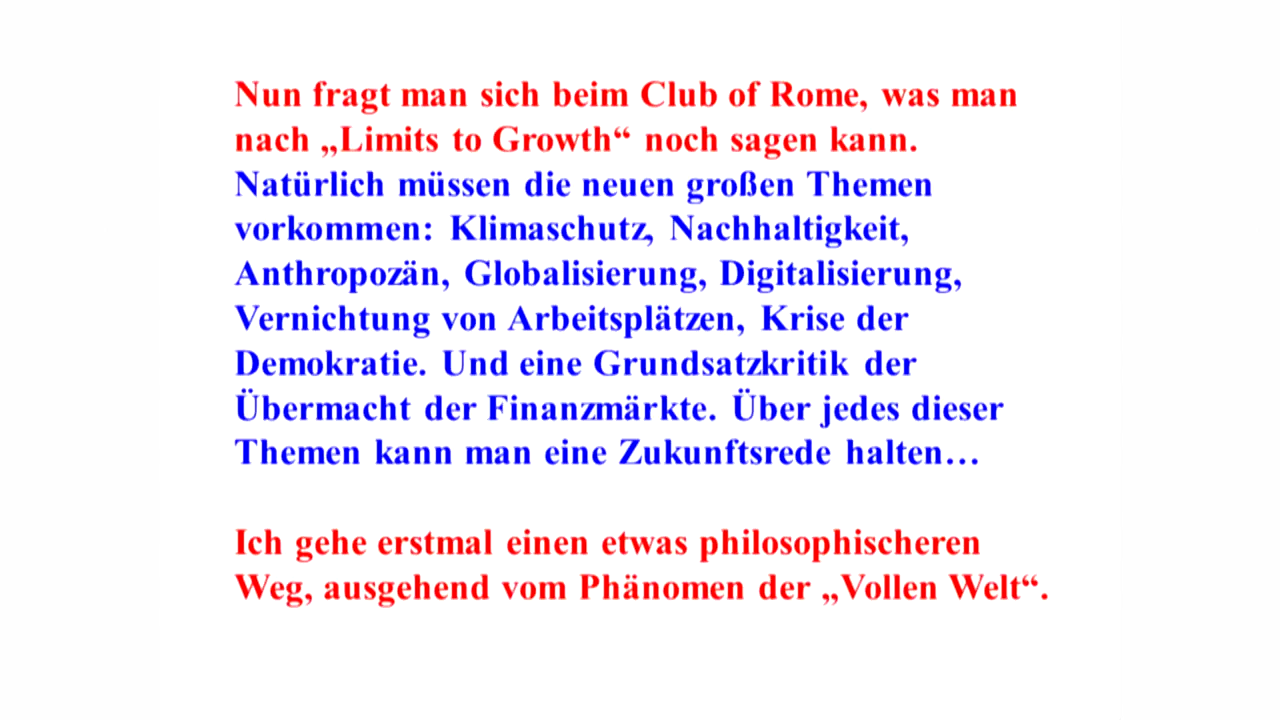 Nun fragt man sich beim Club of Rome, was man
nach „Limits to Growth“ noch sagen kann.
Natürlich müssen die neuen großen Themen
vorkommen: Klimaschutz, Nachhaltigkeit,
Anthropozän, Globalisierung, Digitalisierung,
Vernichtung von Arbeitsplätzen, Krise der
Demokratie. Und eine Grundsatzkritik der
Übermacht der Finanzmärkte. Über jedes dieser
Themen kann man eine Zukunftsrede halten…
Ich gehe erstmal einen etwas philosophischeren
Weg, ausgehend vom Phänomen der „Vollen Welt“.